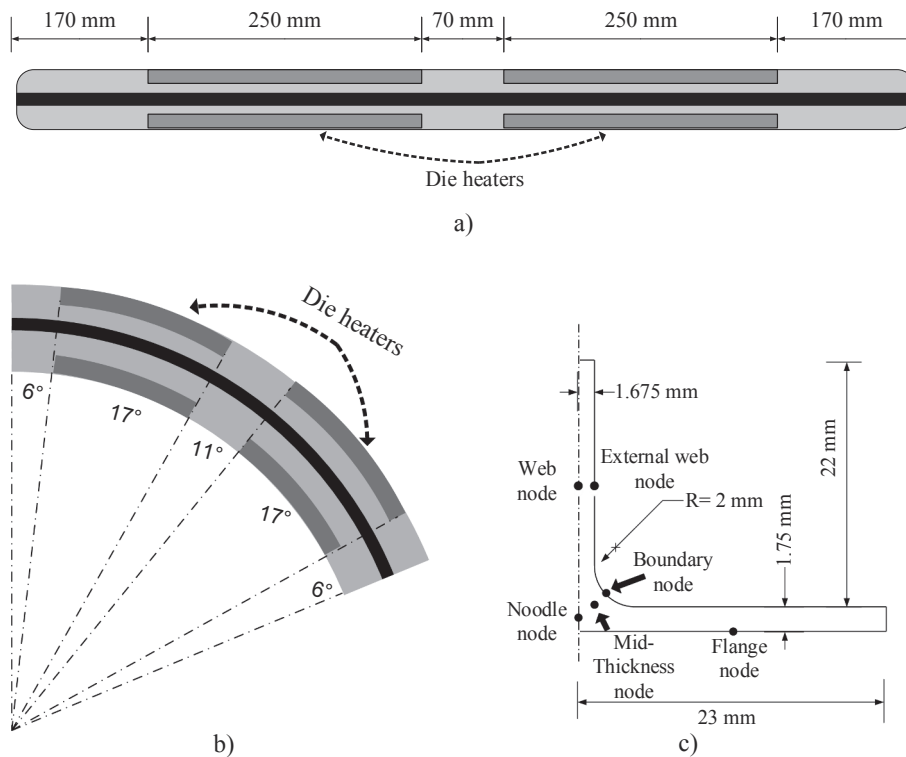 170 mm 250 mm 70 mm 250 mm 170 mm
Die heaters
a)
Die heaters
6°
17°
11°
17°
6°
b)
1.675 mm
22 mm
Web
node
External web
node
R= 2 mm
1.75 mm
Boundary
node
Noodle
node
Mid-
Thickness
node
Flange
node
23 mm
c)